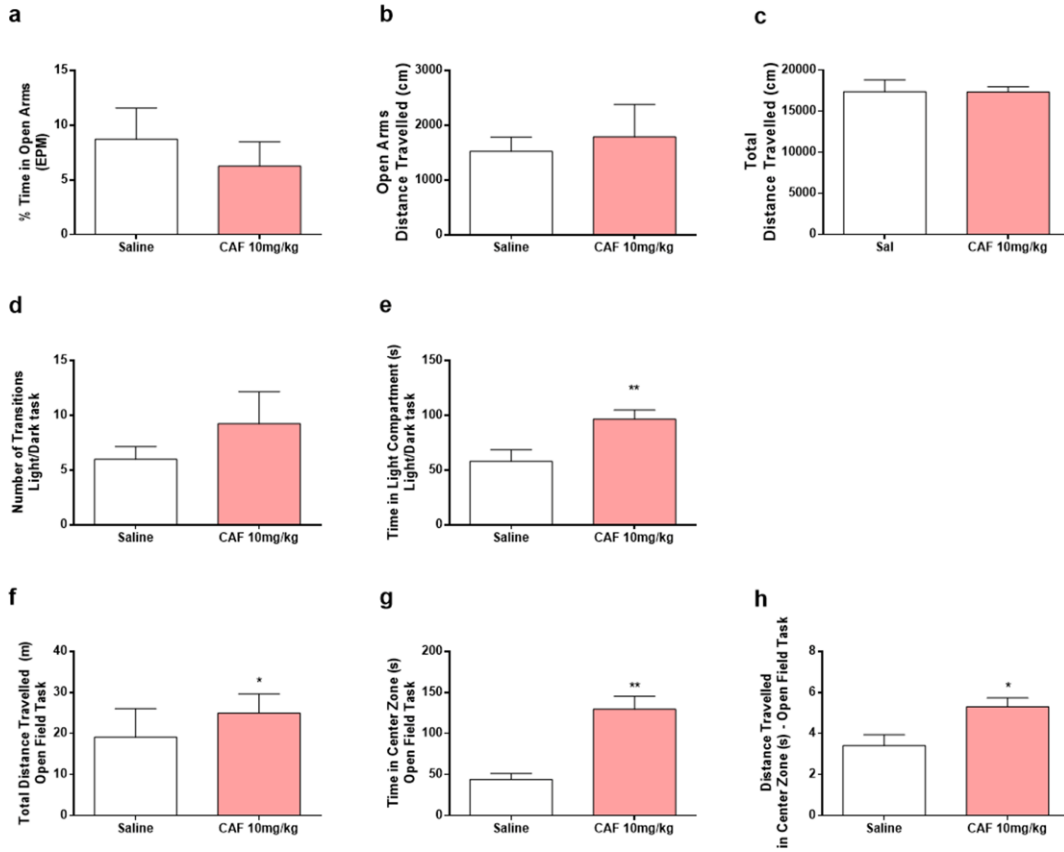 a
% Time in Open Arms
(EPM)
15
10
5
0
Saline
CAF 10mg/kg
b
Open Arms
Distance Travelled (cm)
3000
2000
1000
0
Saline
CAF 10mg/kg
c
Total
Distance Travelled (cm)
20000
15000
10000
5000
0
Sal
CAF 10mg/kg
d
Number of Transitions
Light/Dark task
15
10
5
0
Saline
CAF 10mg/kg
e
Time in Light Compartment (s)
Light/Dark task
150
100
50
0
**
Saline
CAF 10mg/kg
f
Total Distance Travelled (m)
Open Field Task
40
30
20
10
0
*
Saline
CAF 10mg/kg
g
Time in Center Zone (s)
Open Field Task
200
150
100
50
0
**
Saline
CAF 10mg/kg
h
Distance Travelled
in Center Zone (s) - Open Field Task
8
6
4
2
0
*
Saline
CAF 10mg/kg